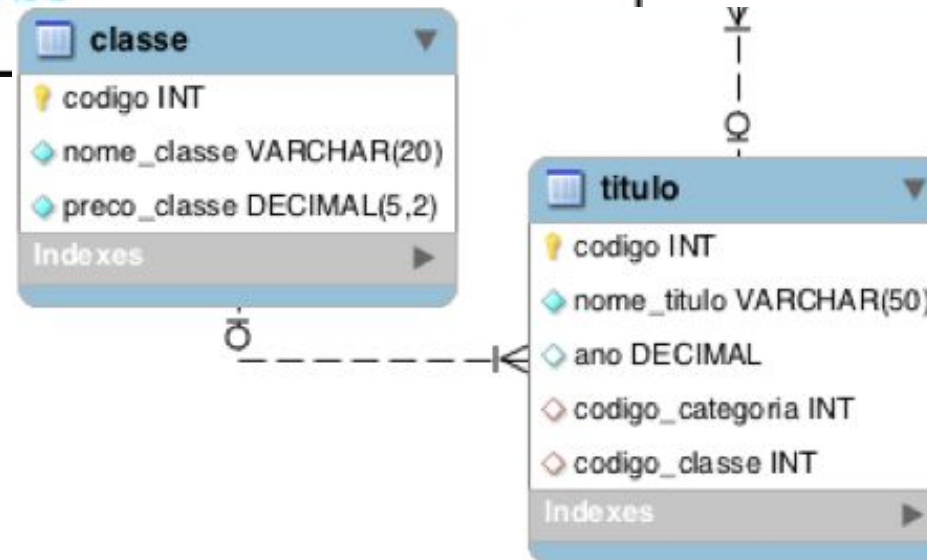 classe
codigo INT
nome_classe VARCHAR(20)
preco_classe DECIMAL(5,2)
Indexes
titulo
codigo INT
nome_titulo VARCHAR(50)
ano DECIMAL
codigo_categoria INT
codigo_classe INT
Indexes